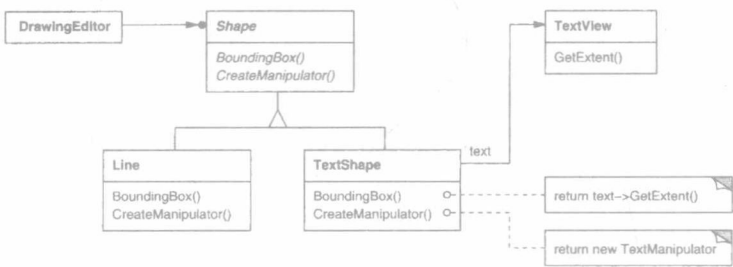 DrawingEditor
Shape
BoundingBox()
CreateManipulator()
TextView
GetExtent()
Line
BoundingBox()
CreateManipulator()
text
TextShape
BoundingBox()
CreateManipulator()
return text->GetExtent()
return new TextManipulator